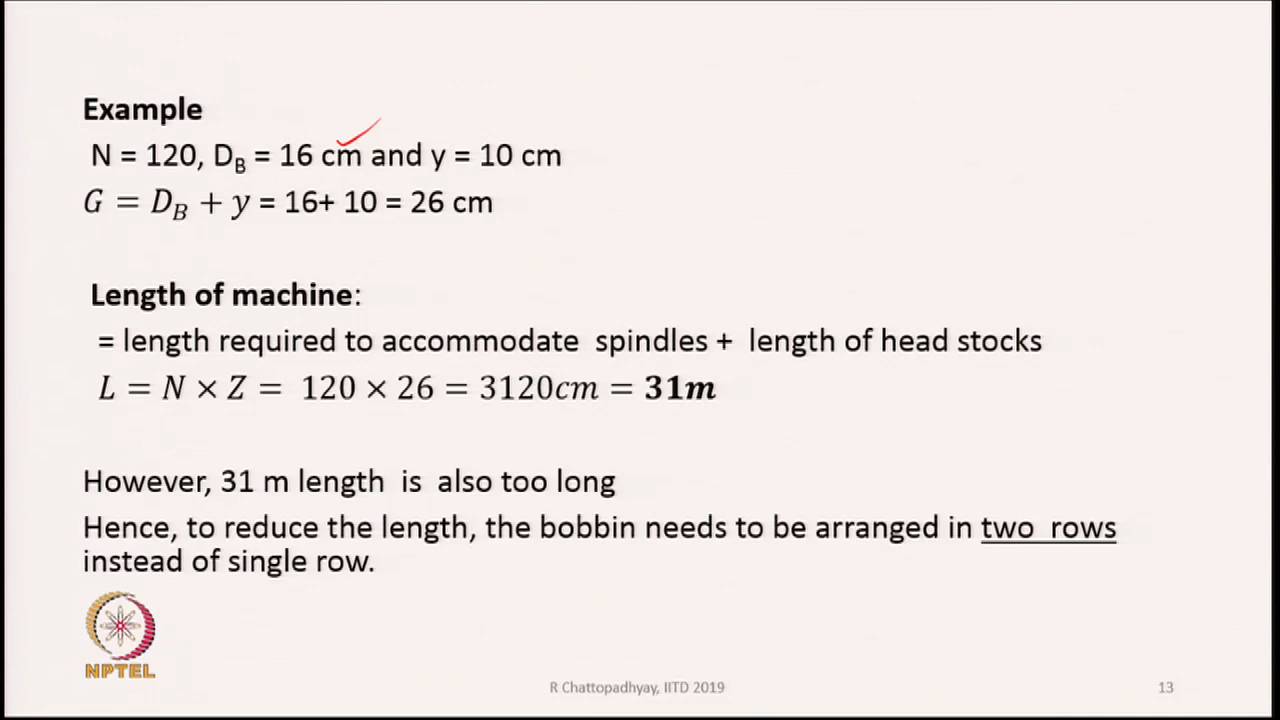 Example
N = 120, D_B = 16 cm and y = 10 cm
G = D_B + y = 16+ 10 = 26 cm
Length of machine:
= length required to accommodate spindles + length of head stocks
L = N × Z = 120 × 26 = 3120cm = 31m
However, 31 m length is also too long
Hence, to reduce the length, the bobbin needs to be arranged in two rows
instead of single row.
NPTEL
R Chattopadhyay, IITD 2019
13